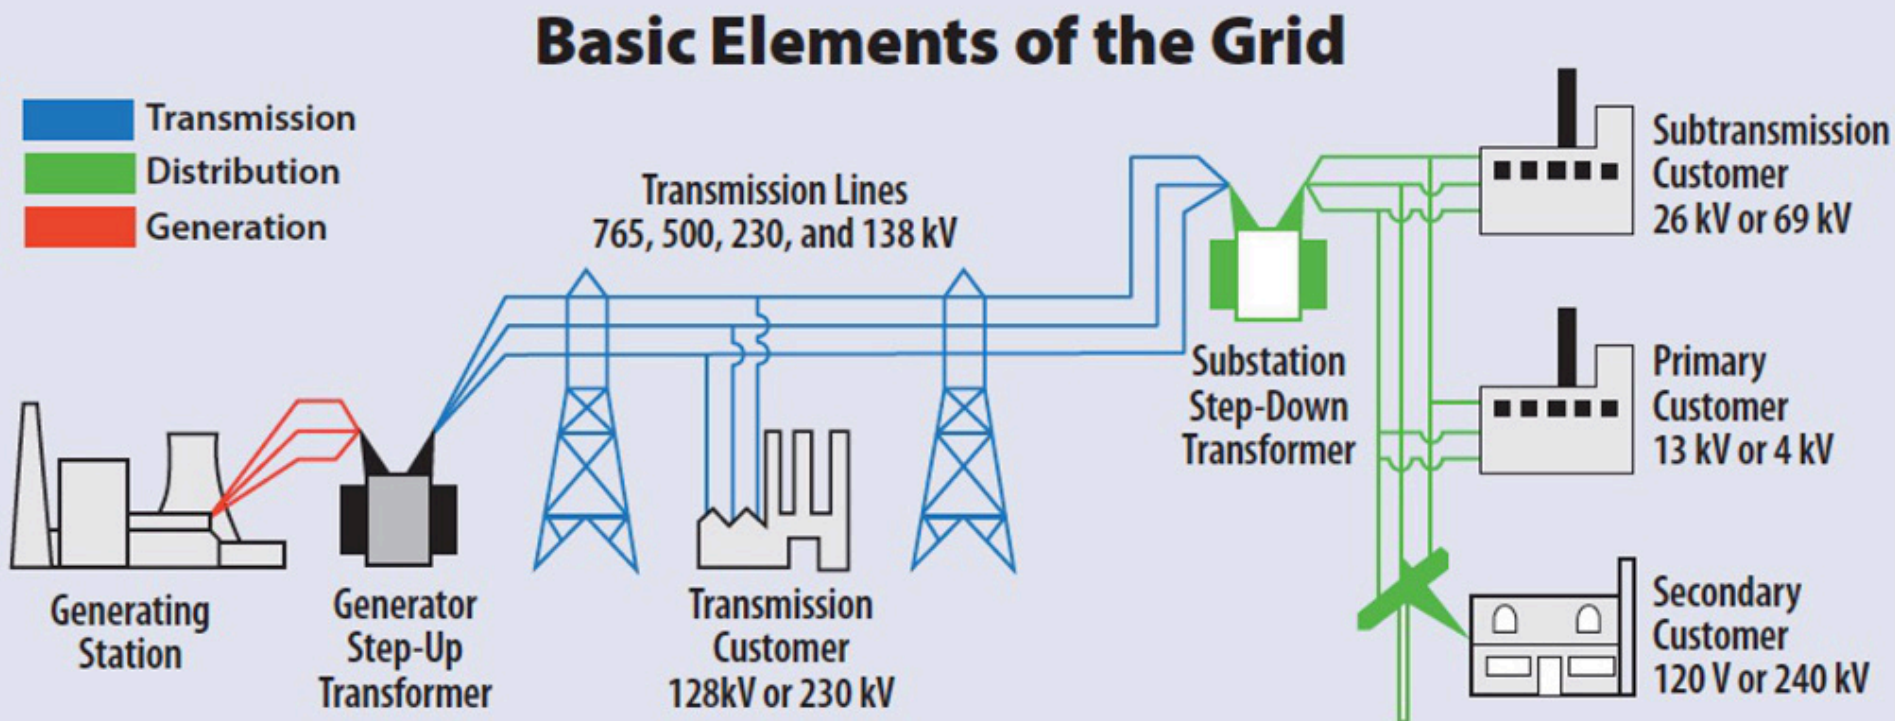 Basic Elements of the Grid
Transmission
Distribution
Generation
Transmission Lines
765, 500, 230, and 138 kV
Generating
Station
Generator
Step-Up
Transformer
Transmission
Customer
128kV or 230 kV
Substation
Step-Down
Transformer
Subtransmission
Customer
26 kV or 69 kV
Primary
Customer
13 kV or 4 kV
Secondary
Customer
120 V or 240 kV